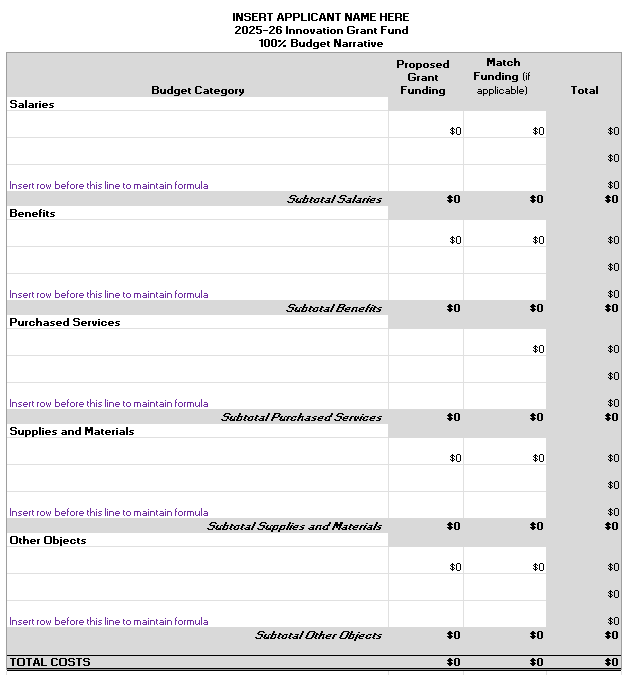 INSERT APPLICANT NAME HERE
2025-26 Innovation Grant Fund
100% Budget Narrative
Budget Category Proposed Grant Funding Match Funding (if applicable) Total
Salaries
$0 $0 $0
$0
Insert row before this line to maintain formula $0
Subtotal Salaries $0 $0 $0
Benefits
$0 $0 $0
$0
Insert row before this line to maintain formula $0
Subtotal Benefits $0 $0 $0
Purchased Services
$0 $0
$0
Insert row before this line to maintain formula $0
Subtotal Purchased Services $0 $0 $0
Supplies and Materials
$0 $0 $0
$0
Insert row before this line to maintain formula $0
Subtotal Supplies and Materials $0 $0 $0
Other Objects
$0 $0 $0
$0
Insert row before this line to maintain formula $0
Subtotal Other Objects $0 $0 $0
TOTAL COSTS $0 $0 $0